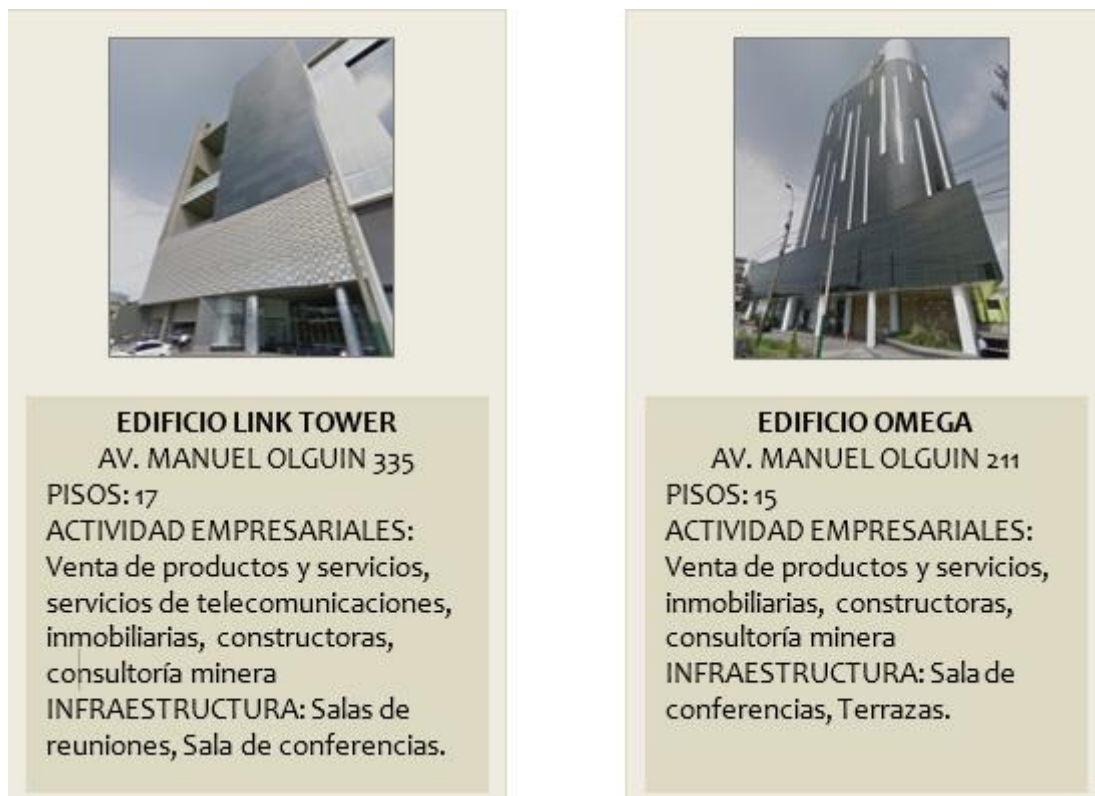 EDIFICIO LINK TOWER
AV. MANUEL OLGUIN 335
PISOS: 17
ACTIVIDAD EMPRESARIALES:
Venta de productos y servicios,
servicios de telecomunicaciones,
inmobiliarias, constructoras,
consultoría minera
INFRAESTRUCTURA: Salas de
reuniones, Sala de conferencias.
EDIFICIO OMEGA
AV. MANUEL OLGUIN 211
PISOS: 15
ACTIVIDAD EMPRESARIALES:
Venta de productos y servicios,
inmobiliarias, constructoras,
consultoría minera
INFRAESTRUCTURA: Sala de
conferencias, Terrazas.